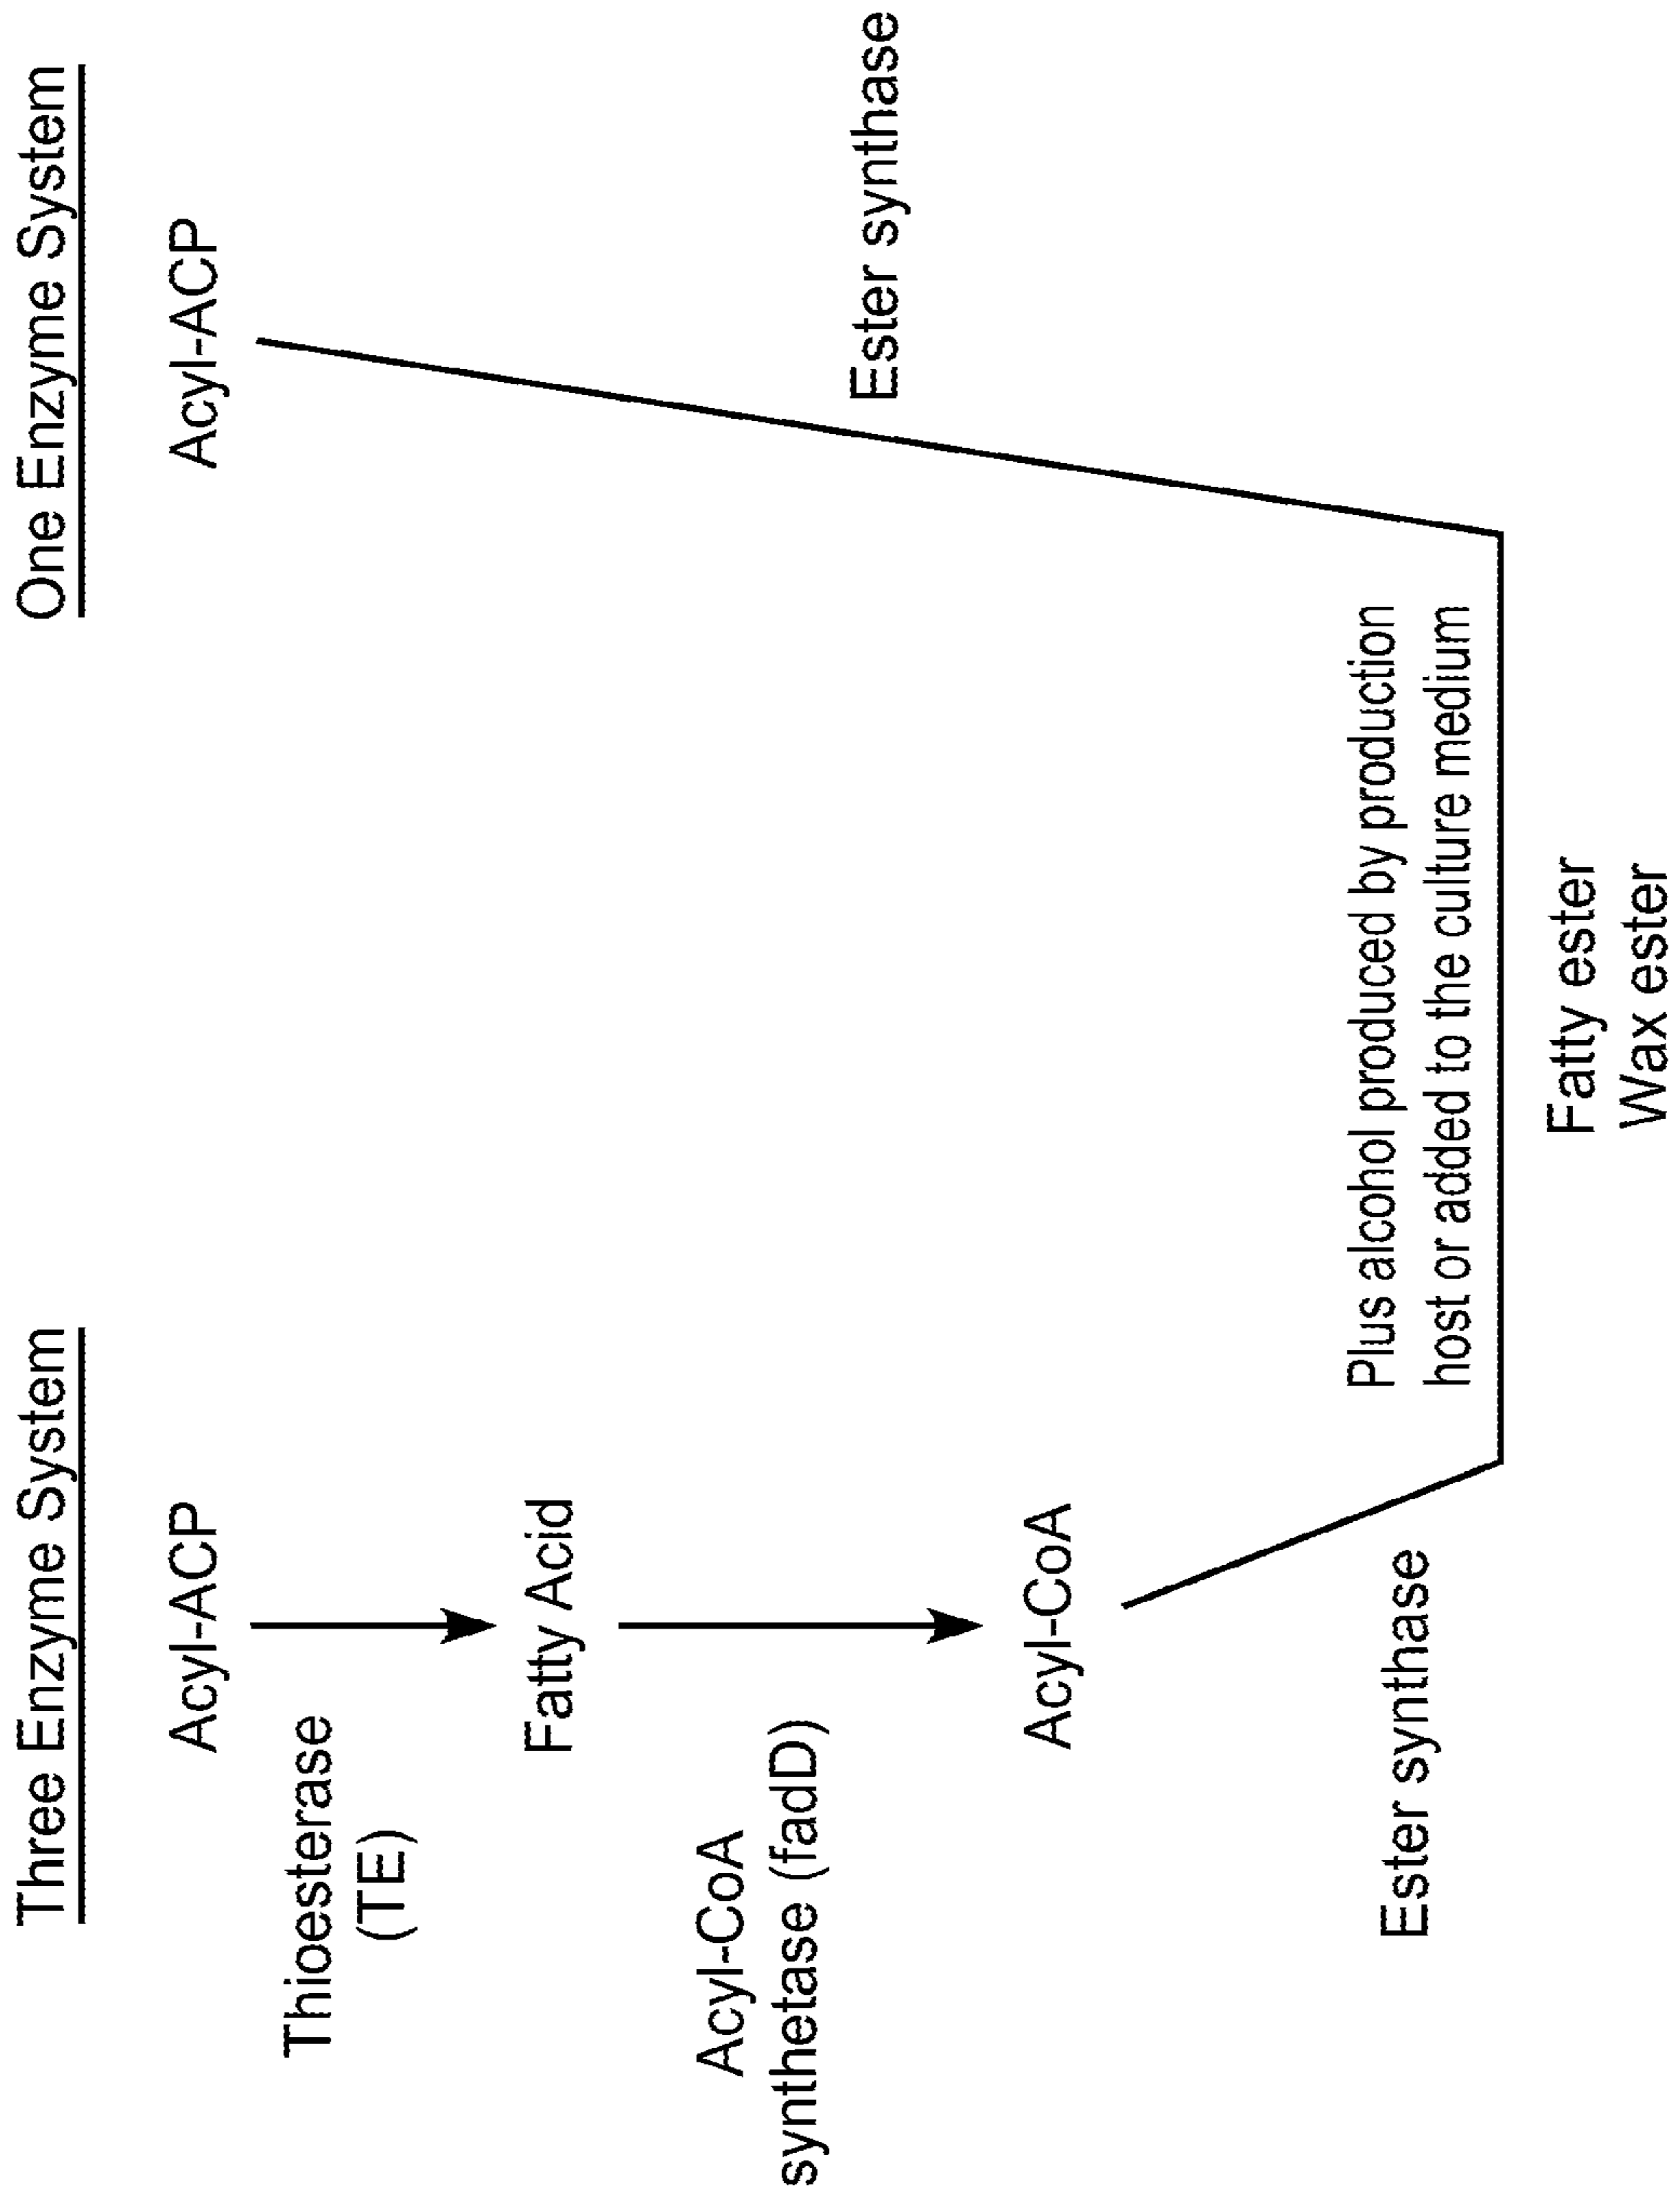 Three Enzyme System
Acyl-ACP
Thioesterase
(TE)
Fatty Acid
Acyl-CoA
synthetase (fadD)
Acyl-CoA
Ester synthase
One Enzyme System
Acyl-ACP
Ester synthase
Plus alcohol produced by production
host or added to the culture medium
Fatty ester
Wax ester